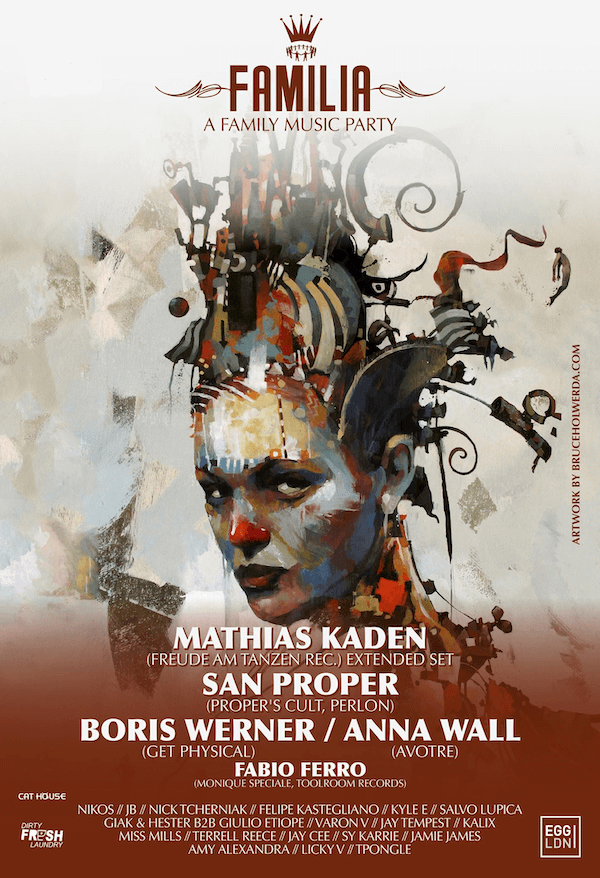 FAMILIA
A FAMILY MUSIC PARTY
ARTWORK BY BRUCEHOLWERDA.COM
MATHIAS KADEN
(FREUDE AM TANZEN REC.) EXTENDED SET
SAN PROPER
(PROPER'S CULT, PERLON)
BORIS WERNER / ANNA WALL
(GET PHYSICAL) (AVOTRE)
FABIO FERRO
(MONIQUE SPECIALE, TOOLROOM RECORDS)
CAT HOUSE
DIRTY
FRESH
LAUNDRY
NIKOS // JB // NICK TCHERNIAK // FELIPE KASTEGLIANO // KYLE E // SALVO LUPICA
GIAK & HESTER B2B GIULIO ETIOPE // VARON V // JAY TEMPEST // KALIX
MISS MILLS // TERRELL REECE // JAY CEE // SY KARRIE // JAMIE JAMES
AMY ALEXANDRA // LICKY V // TPONGLE
EGG
LDN